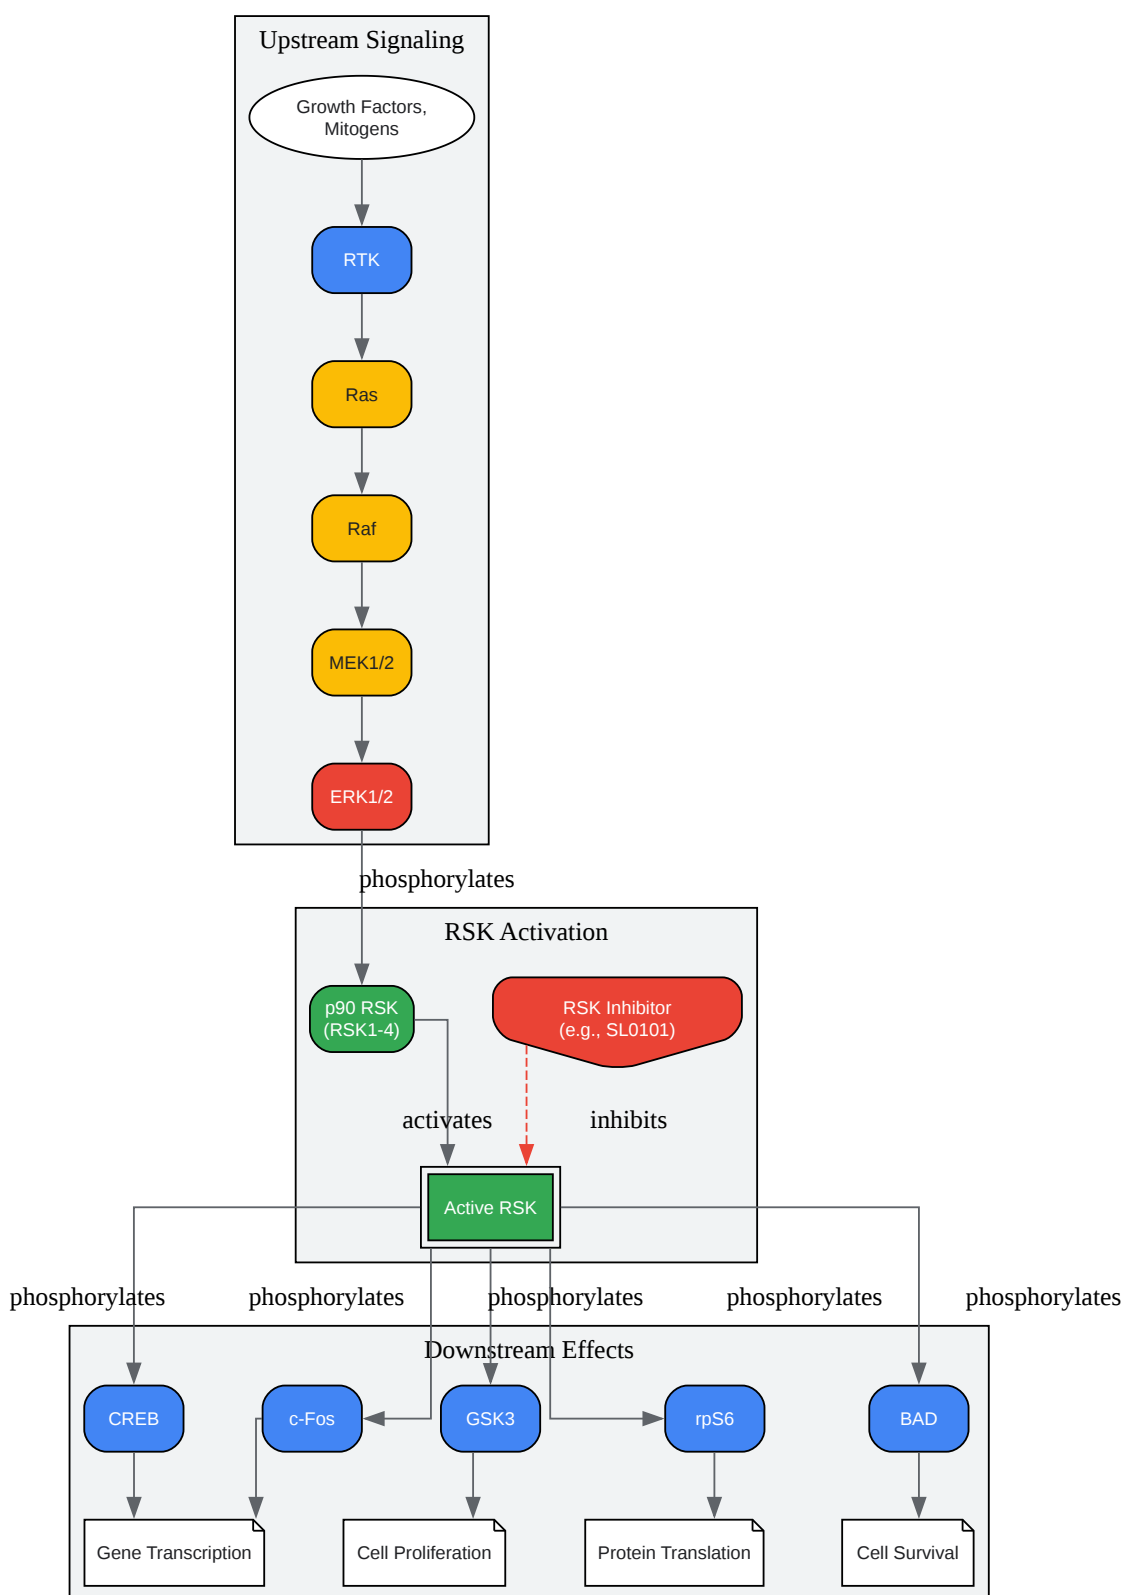 Upstream Signaling
Growth Factors,
Mitogens
RTK
Ras
Raf
MEK1/2
ERK1/2
phosphorylates
RSK Activation
p90 RSK
(RSK1-4)
RSK Inhibitor
(e.g., SL0101)
activates
inhibits
Active RSK
phosphorylates
phosphorylates
phosphorylates
phosphorylates
phosphorylates
Downstream Effects
CREB
c-Fos
GSK3
rpS6
BAD
Gene Transcription
Cell Proliferation
Protein Translation
Cell Survival